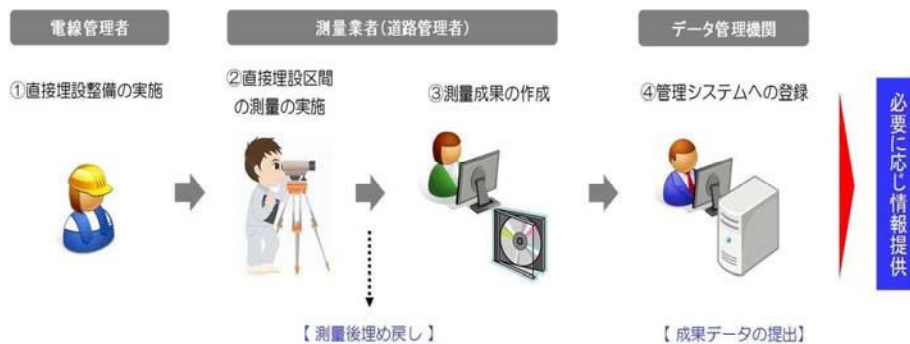 電線管理者
測量業者(道路管理者)
データ管理機関
①直接埋設整備の実施
②直接埋設区間
の測量の実施
③測量成果の作成
④管理システムへの登録
必要に応じ情報提供
【 測量後埋め戻し 】
【 成果データの提出】